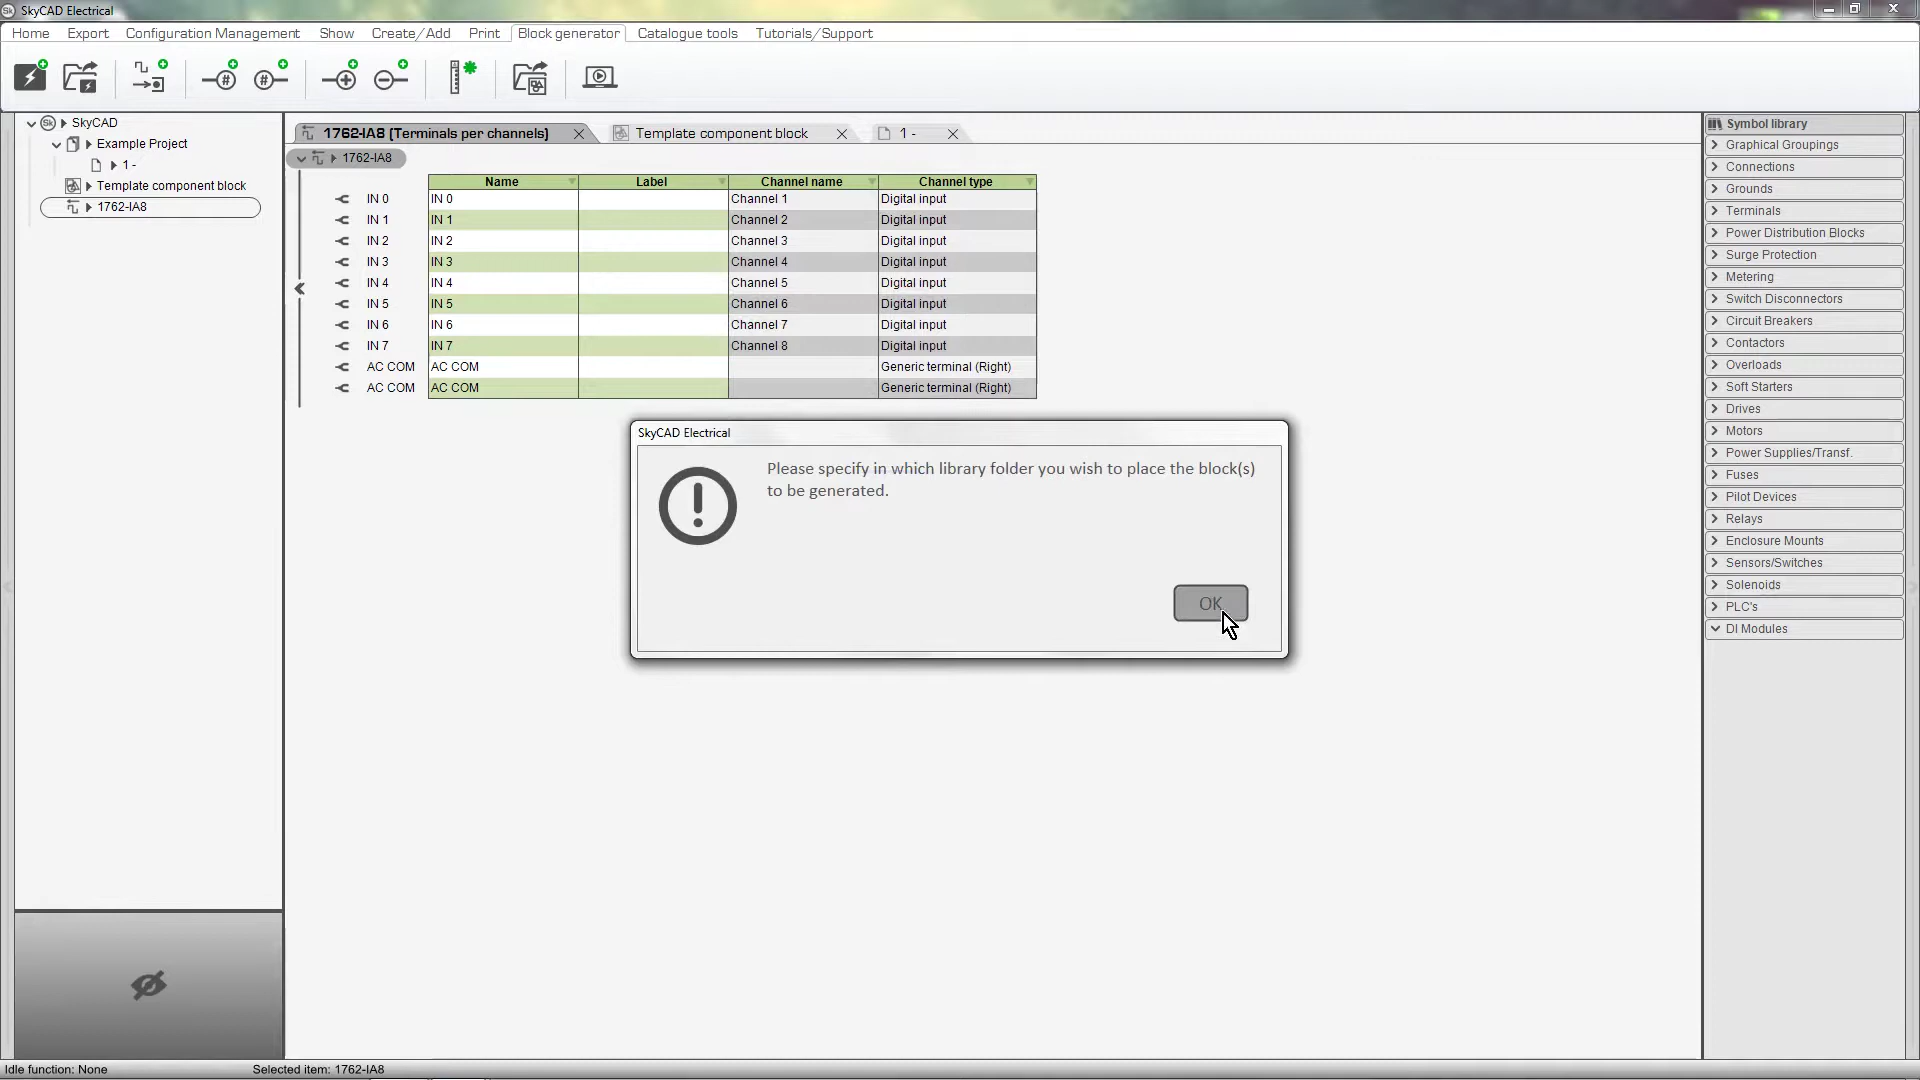 SkyCAD Electrical
Home Export Configuration Management Show Create/Add Print Block generator Catalogue tools Tutorials/Support
SkyCAD
Example Project
1 -
Template component block
1762-IA8
1762-IA8 (Terminals per channels) Template component block 1 -
1762-IA8
Name Label Channel name Channel type
IN 0 IN 0 Channel 1 Digital input
IN 1 IN 1 Channel 2 Digital input
IN 2 IN 2 Channel 3 Digital input
IN 3 IN 3 Channel 4 Digital input
IN 4 IN 4 Channel 5 Digital input
IN 5 IN 5 Channel 6 Digital input
IN 6 IN 6 Channel 7 Digital input
IN 7 IN 7 Channel 8 Digital input
AC COM AC COM Generic terminal (Right)
AC COM AC COM Generic terminal (Right)
SkyCAD Electrical
Please specify in which library folder you wish to place the block(s)
to be generated.
OK
Symbol library
Graphical Groupings
Connections
Grounds
Terminals
Power Distribution Blocks
Surge Protection
Metering
Switch Disconnectors
Circuit Breakers
Contactors
Overloads
Soft Starters
Drives
Motors
Power Supplies/Transf.
Fuses
Pilot Devices
Relays
Enclosure Mounts
Sensors/Switches
Solenoids
PLC's
DI Modules
Idle function: None Selected item: 1762-IA8